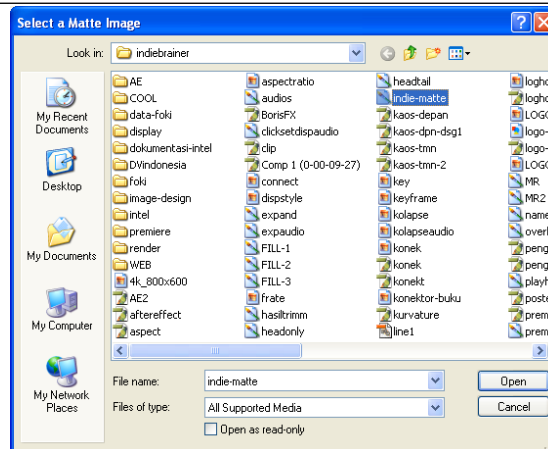 Select a Matte Image
Look in:
indiebrainer
My Recent
Documents
Desktop
My Documents
My Computer
My Network
Places
AE
COOL
data-foki
display
dokumentasi-intel
DVindonesia
foki
image-design
intel
premiere
render
WEB
4k_800x600
AE2
aftereffect
aspect
aspectratio
audios
BorisFX
clicksetdispaudio
clip
Comp 1 (0-00-09-27)
connect
dispstyle
expand
expaudio
FILL-1
FILL-2
FILL-3
frate
hasiltrimm
headonly
headtail
indie-matte
kaos-depan
kaos-dpn-dsg1
kaos-tmn
kaos-tmn-2
key
keyframe
kolapse
kolapseaudio
konek
konek
konekt
konektor-buku
kurvature
line1
MR
MR2
File name:
indie-matte
Open
Files of type:
All Supported Media
Cancel
Open as read-only